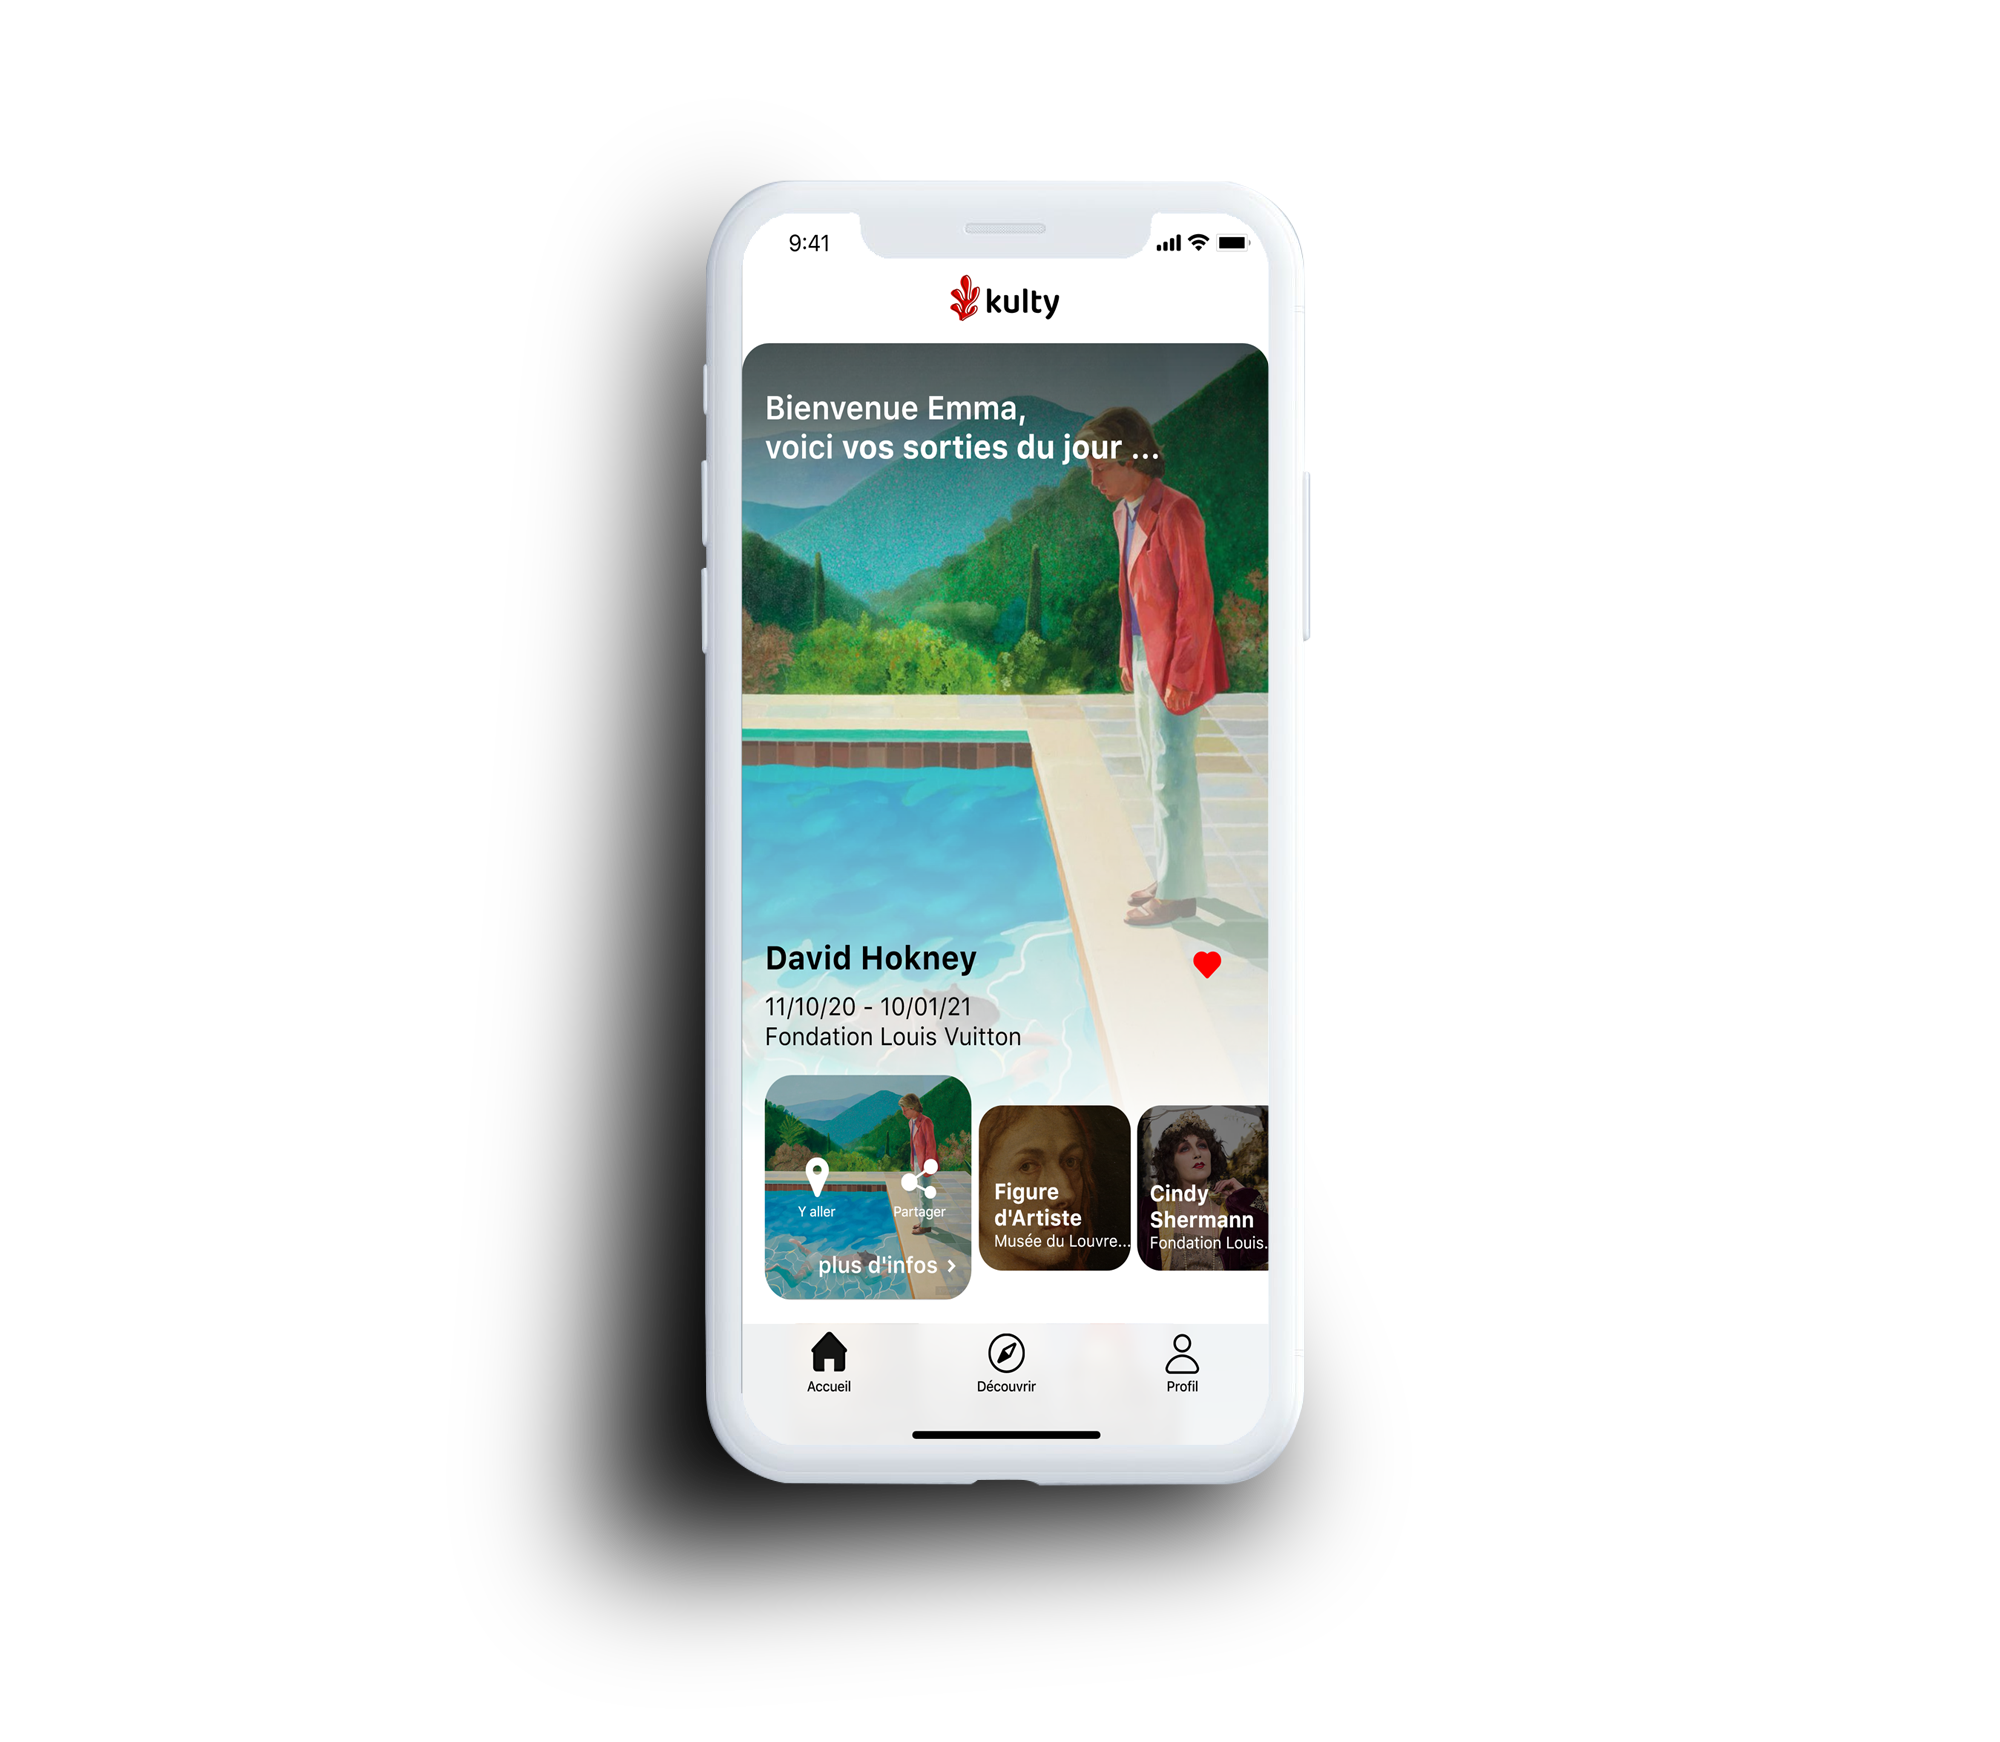 9:41
kulty
Bienvenue Emma,
voici vos sorties du jour ...
David Hokney
11/10/20 - 10/01/21
Fondation Louis Vuitton
Y aller
Partager
plus d'infos >
Figure
d'Artiste
Musée du Louvre...
Cindy
Shermann
Fondation Louis.
Accueil
Découvrir
Profil